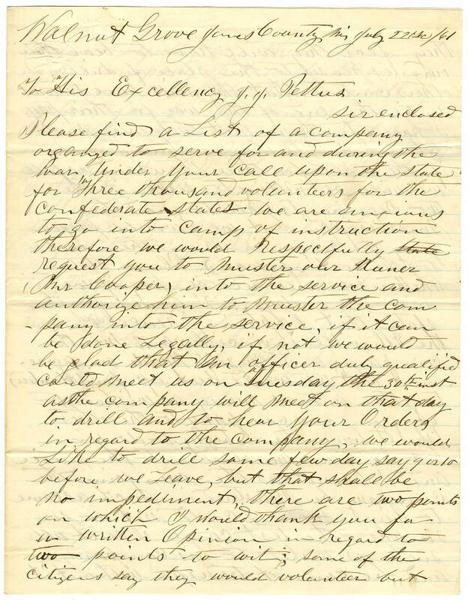 Walnut Grove Jones County, Mi July 22nd /61
To His Excellency J. J. Pettus
sir enclosed
Please find a List of a company
organged to serve for and during the
war, under Your Call upon the state
for Three thousand volunteers for the
Confederate states we are anxious
to go into camp of instruction
therefore we would respectfully state
request you to muster our
Mr Cooper, into the service and
authorize him to muster the com
-pany into the service, if it can
be done Legally, if not we would
be glad that an officer duly qualified
could meet us on Tuesday the 30th Inst
as the company will meet on that day
to drill and to hear Your Orders
in regard to the company, we would
Like to drill some few day say 9 or 10
before we Leave, but that shall be
no impediment, there are two points
on which I would thank you for
a written Opinion in regard to
two points to wit; some of the
citizens say they would volunteer but